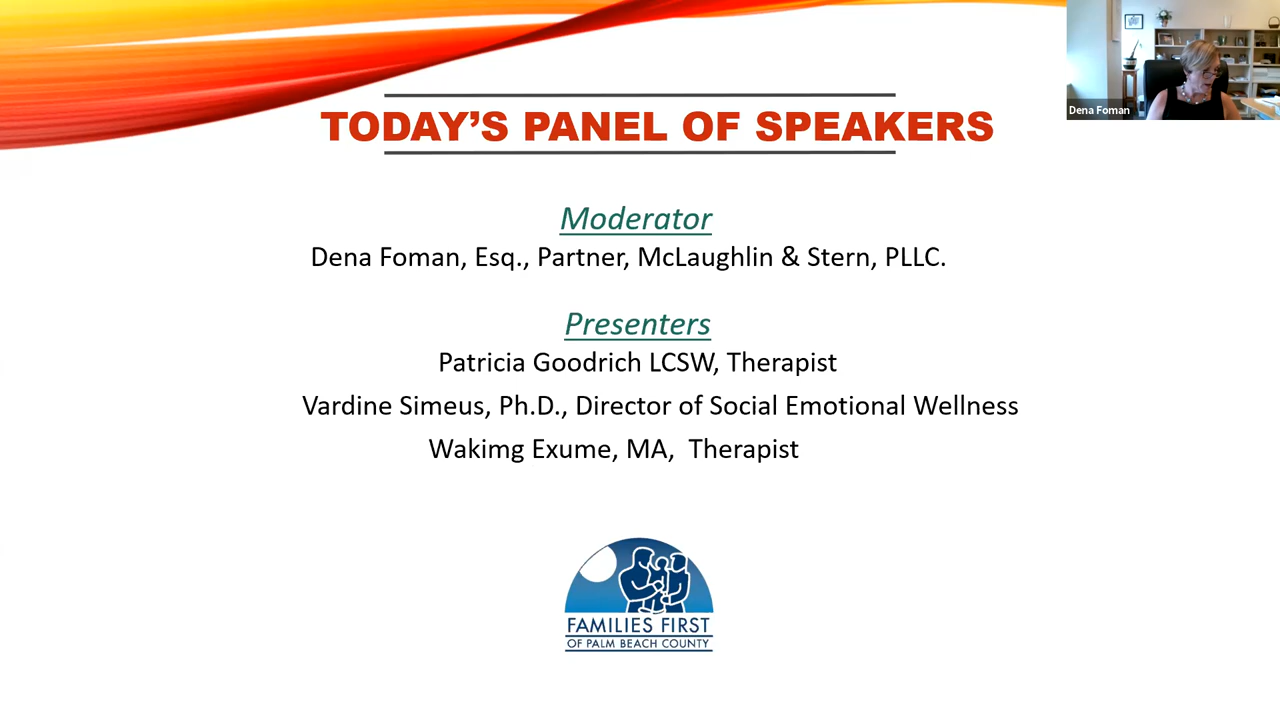 TODAY’S PANEL OF SPEAKERS
Dena Foman
Moderator
Dena Foman, Esq., Partner, McLaughlin & Stern, PLLC.
Presenters
Patricia Goodrich LCSW, Therapist
Vardine Simeus, Ph.D., Director of Social Emotional Wellness
Wakimg Exume, MA, Therapist
FAMILIES FIRST
OF PALM BEACH COUNTY